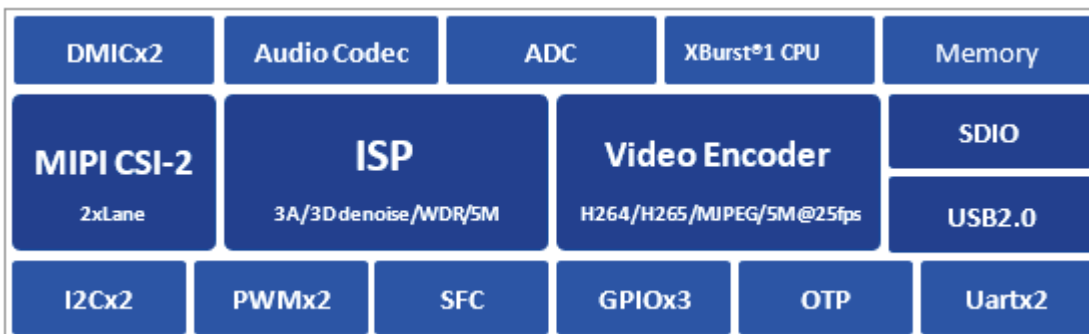 DMICx2
Audio Codec
ADC
XBurst®1 CPU
Memory
MIPI CSI-2
2xLane
ISP
3A/3D denoise/WDR/5M
Video Encoder
H264/H265/MJPEG/5M@25fps
SDIO
USB2.0
I2Cx2
PWMx2
SFC
GPIOx3
OTP
Uartx2